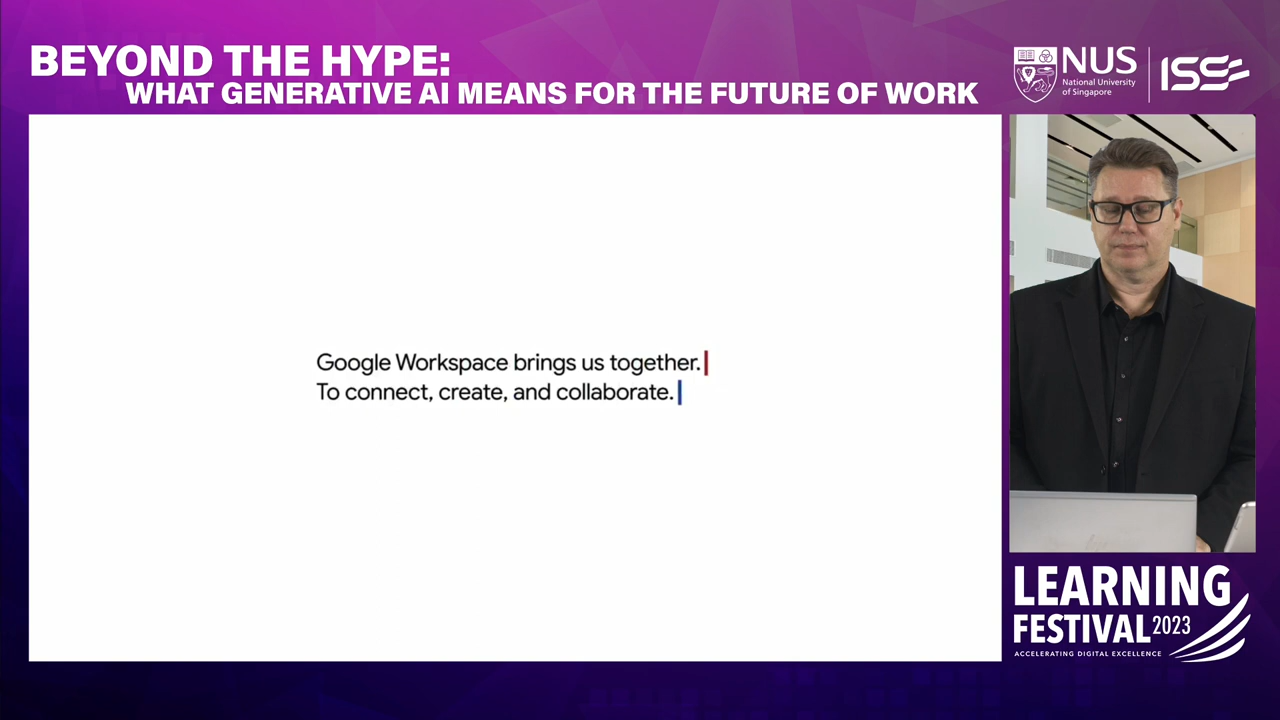 BEYOND THE HYPE:
WHAT GENERATIVE AI MEANS FOR THE FUTURE OF WORK
NUS
National University
of Singapore
ISS
Google Workspace brings us together.
To connect, create, and collaborate.
LEARNING
FESTIVAL 2023
ACCELERATING DIGITAL EXCELLENCE